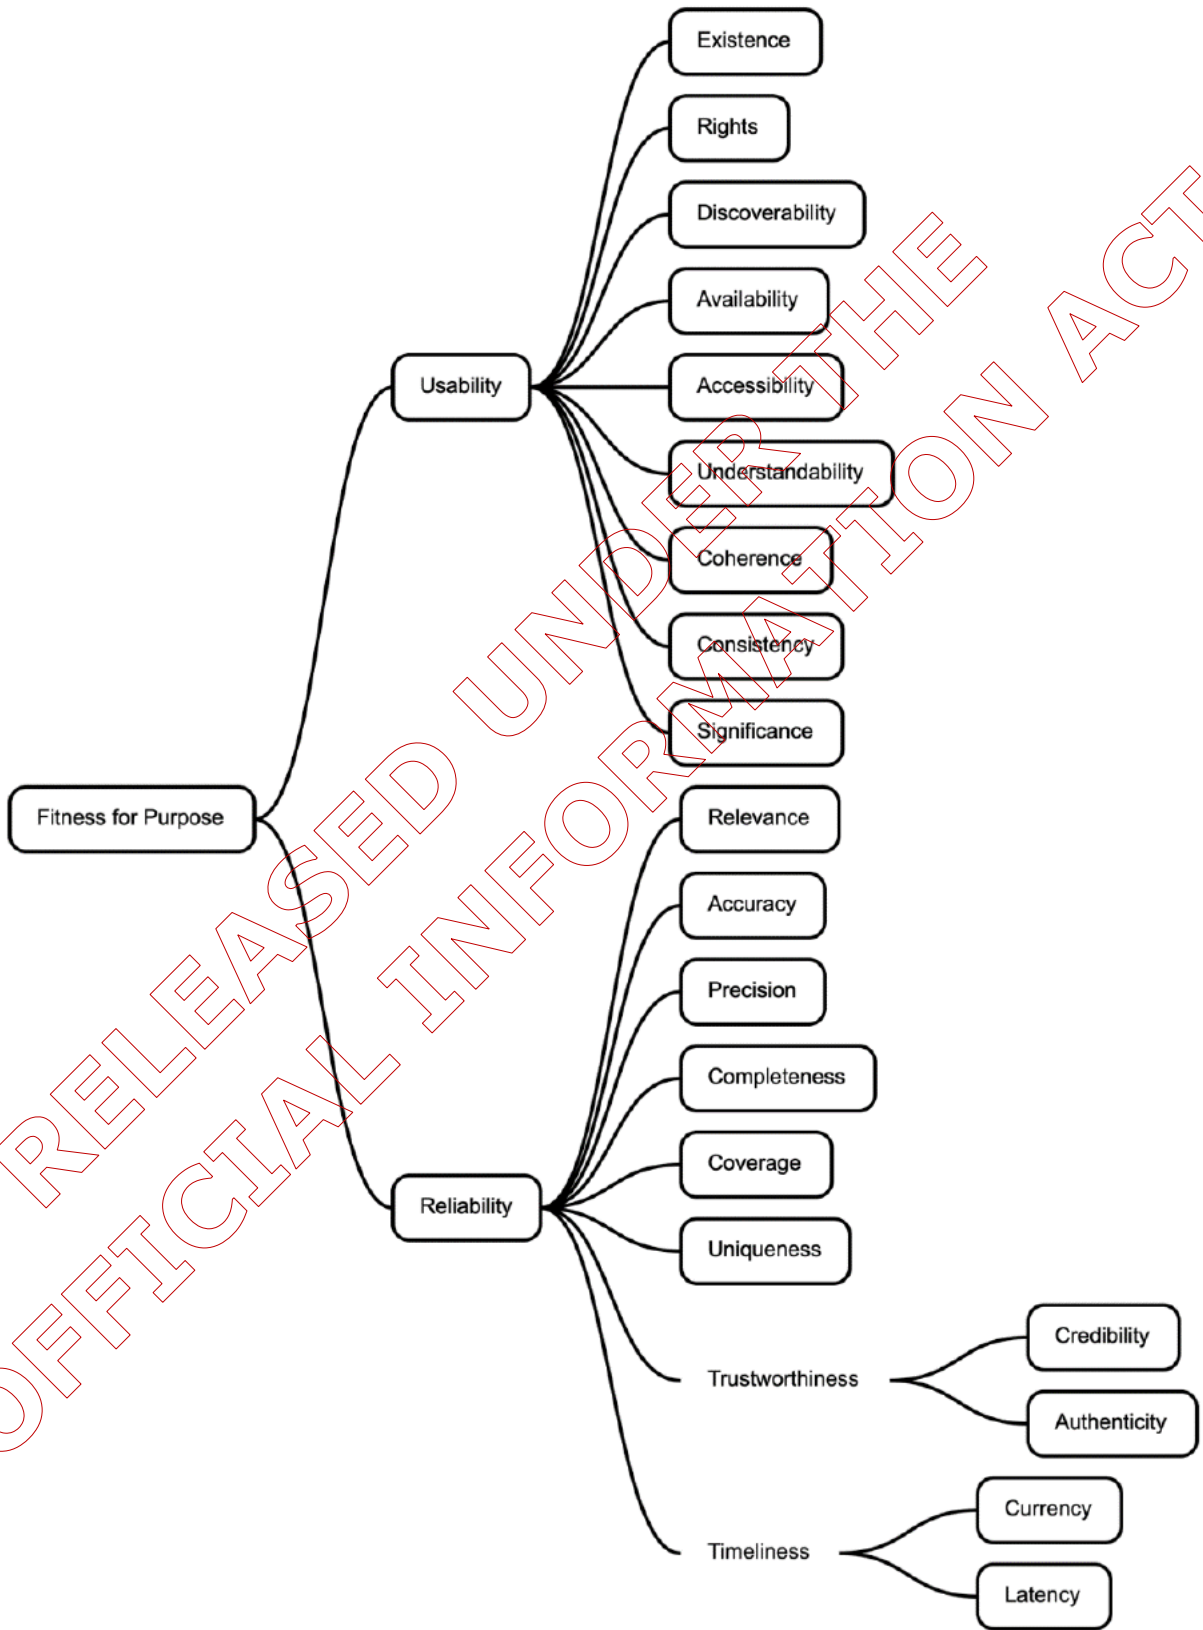 Existence
Rights
Discoverability
Availability
Usability
Accessibility
Understandability
Coherence
Consistency
Significance
Fitness for Purpose
Relevance
Accuracy
Precision
Completeness
Coverage
Reliability
Uniqueness
Trustworthiness
Credibility
Authenticity
Timeliness
Currency
Latency
RELEASED UNDER THE
OFFICIAL INFORMATION ACT